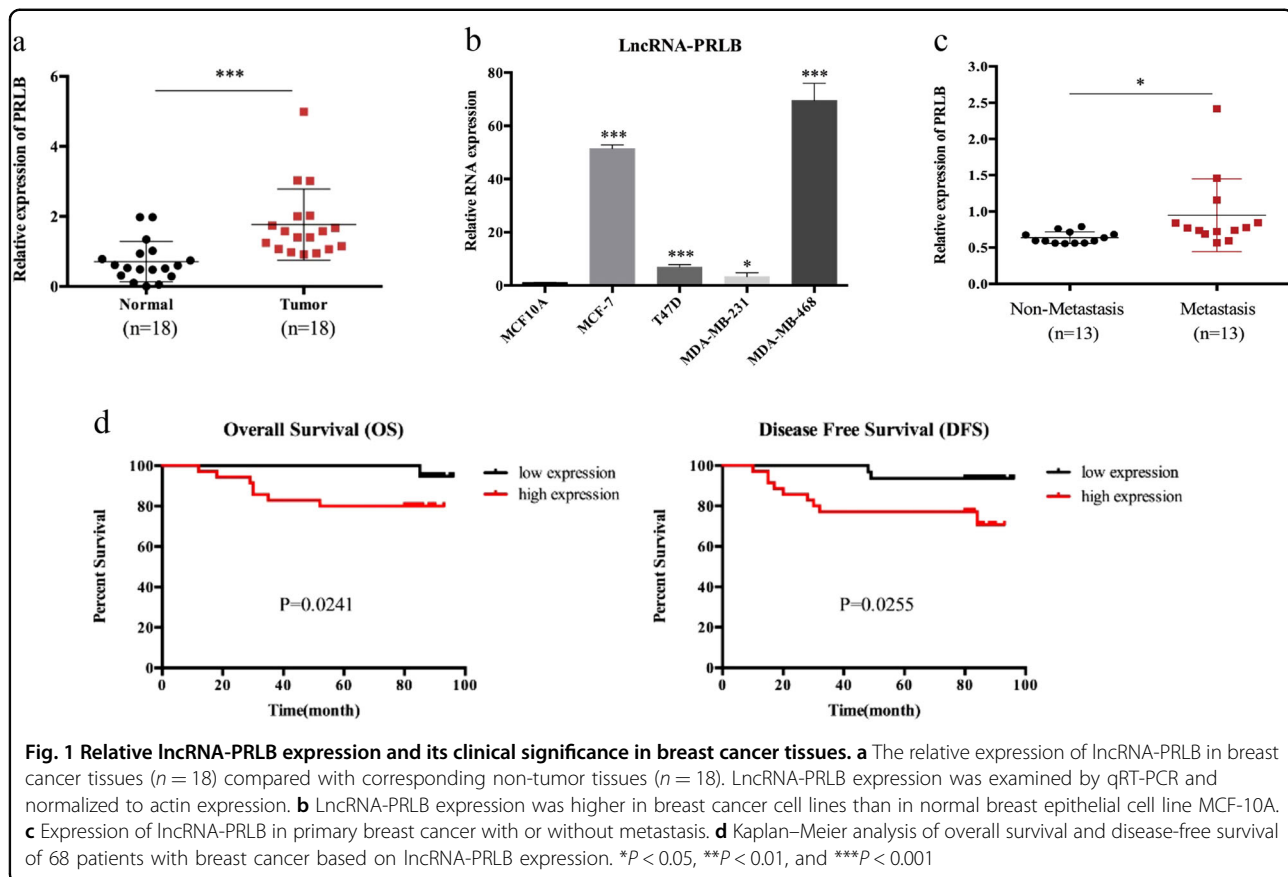 a
***
Relative expression of PRLB
6
4
2
0
Normal
Tumor
(n=18)
(n=18)
b
LncRNA-PRLB
Relative RNA expression
80
60
40
20
0
***
***
*
***
MCF10A
MCF-7
T47D
MDA-MB-231
MDA-MB-468
c
*
Relative expression of PRLB
3.0
2.5
2.0
1.5
1.0
0.5
0.0
Non-Metastasis
Metastasis
(n=13)
(n=13)
d
Overall Survival (OS)
Percent Survival
100
80
60
40
20
0
low expression
high expression
P=0.0241
0 20 40 60 80 100
Time(month)
Disease Free Survival (DFS)
Percent Survival
100
80
60
40
20
0
low expression
high expression
P=0.0255
0 20 40 60 80 100
Time(month)
Fig. 1 Relative lncRNA-PRLB expression and its clinical significance in breast cancer tissues. a The relative expression of lncRNA-PRLB in breast
cancer tissues (n = 18) compared with corresponding non-tumor tissues (n = 18). LncRNA-PRLB expression was examined by qRT-PCR and
normalized to actin expression. b LncRNA-PRLB expression was higher in breast cancer cell lines than in normal breast epithelial cell line MCF-10A.
c Expression of lncRNA-PRLB in primary breast cancer with or without metastasis. d Kaplan–Meier analysis of overall survival and disease-free survival
of 68 patients with breast cancer based on lncRNA-PRLB expression. *P < 0.05, **P < 0.01, and ***P < 0.001